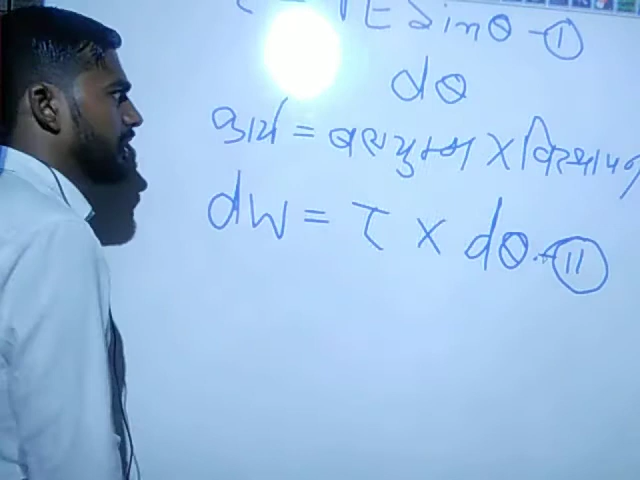 E sinθ - ①
dθ
कार्य = बलयुग्म × विस्थापन
dW = τ × dθ - ⑪